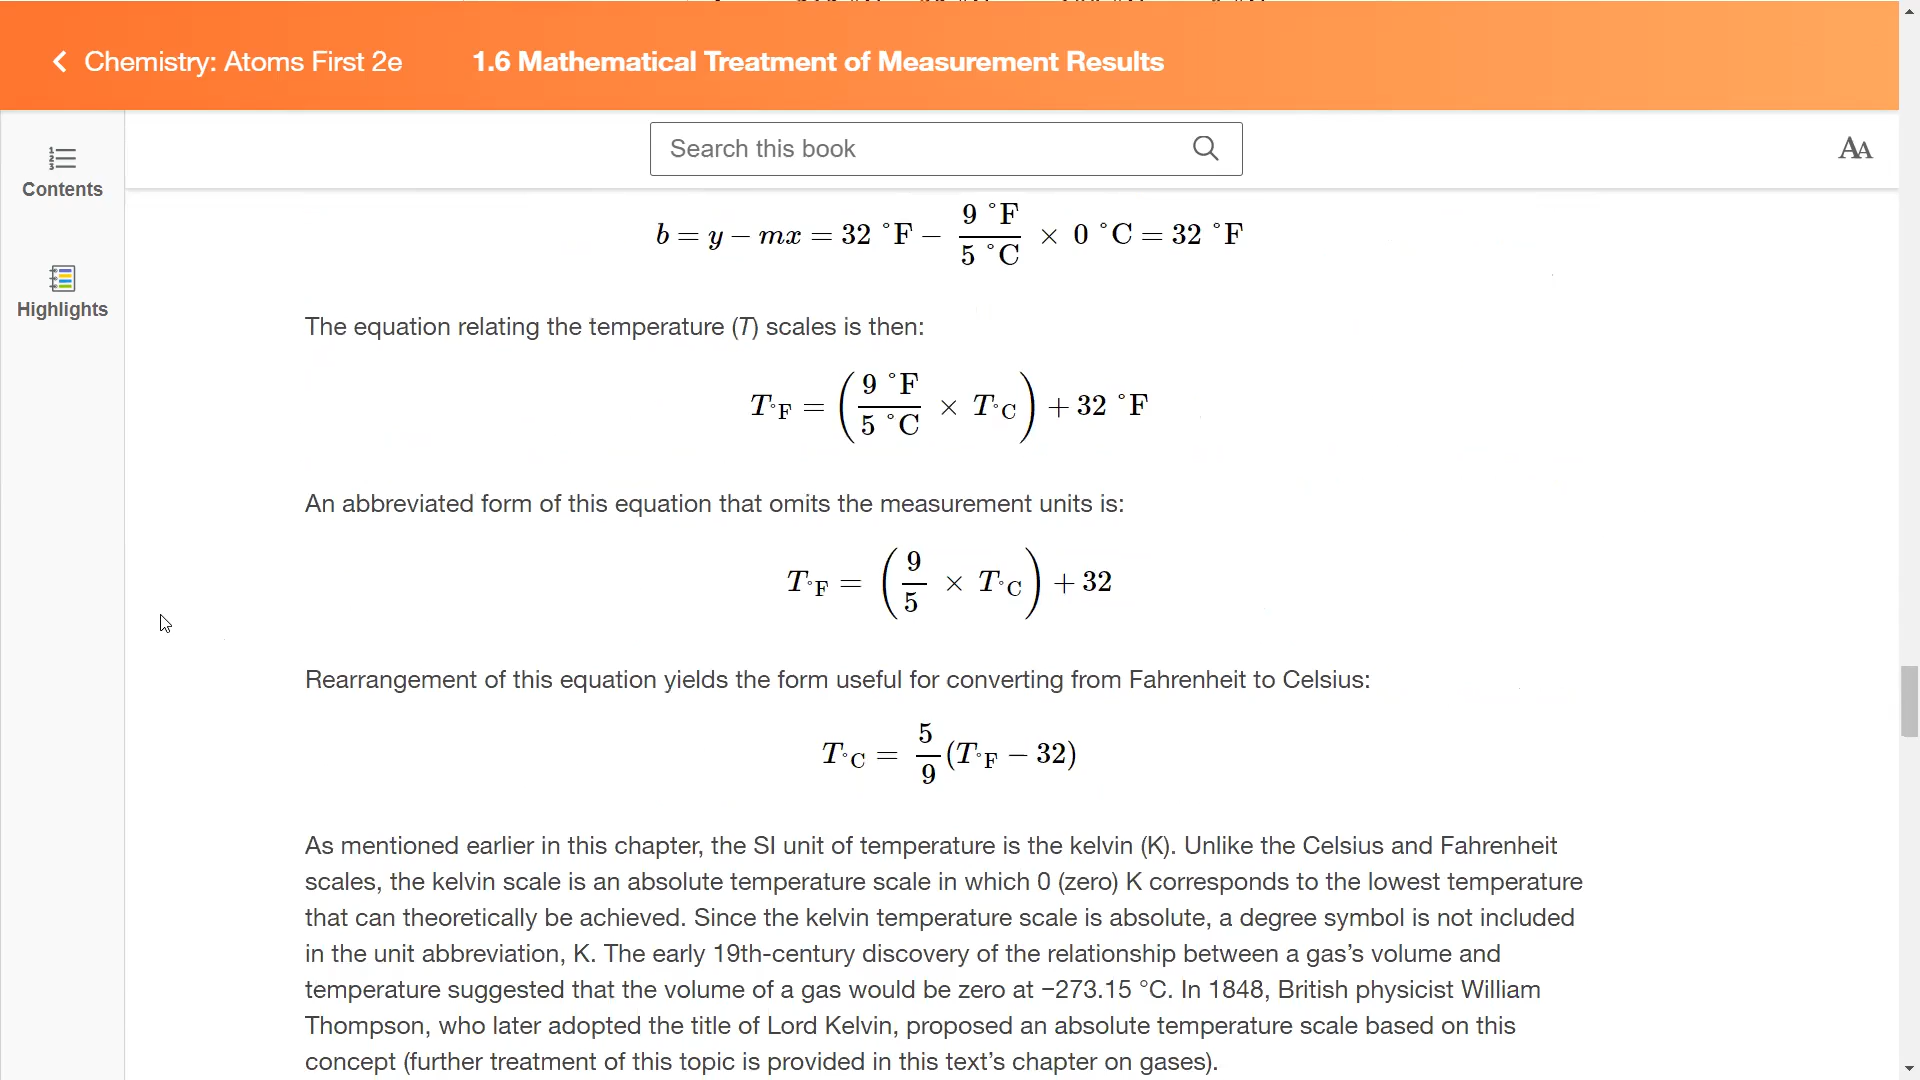 Chemistry: Atoms First 2e
1.6 Mathematical Treatment of Measurement Results
Search this book
AA
Contents
Highlights
b = y − mx = 32 °F − 9 °F / 5 °C × 0 °C = 32 °F
The equation relating the temperature (T) scales is then:
T°F = (9 °F / 5 °C × T°C) + 32 °F
An abbreviated form of this equation that omits the measurement units is:
T°F = (9/5 × T°C) + 32
Rearrangement of this equation yields the form useful for converting from Fahrenheit to Celsius:
T°C = 5/9 (T°F − 32)
As mentioned earlier in this chapter, the SI unit of temperature is the kelvin (K). Unlike the Celsius and Fahrenheit
scales, the kelvin scale is an absolute temperature scale in which 0 (zero) K corresponds to the lowest temperature
that can theoretically be achieved. Since the kelvin temperature scale is absolute, a degree symbol is not included
in the unit abbreviation, K. The early 19th-century discovery of the relationship between a gas’s volume and
temperature suggested that the volume of a gas would be zero at −273.15 °C. In 1848, British physicist William
Thompson, who later adopted the title of Lord Kelvin, proposed an absolute temperature scale based on this
concept (further treatment of this topic is provided in this text’s chapter on gases).